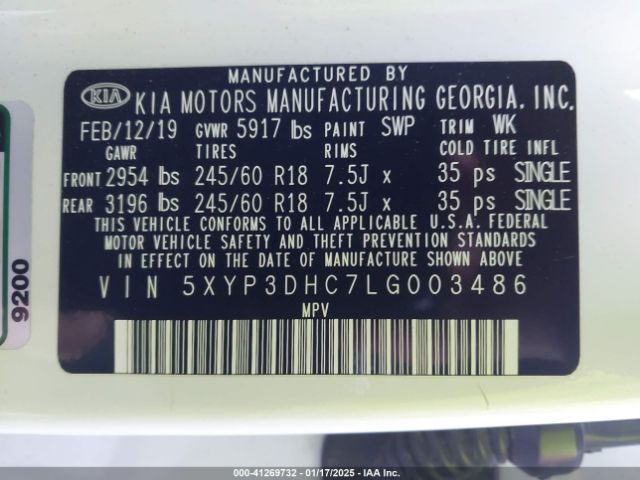 MANUFACTURED BY
KIA KIA MOTORS MANUFACTURING GEORGIA, INC.
FEB/12/19 GVWR 5917 lbs PAINT SWP TRIM WK
GAWR TIRES RIMS COLD TIRE INFL
FRONT 2954 lbs 245/60 R18 7.5J x 35 ps SINGLE
REAR 3196 lbs 245/60 R18 7.5J x 35 ps SINGLE
THIS VEHICLE CONFORMS TO ALL APPLICABLE U.S.A. FEDERAL
MOTOR VEHICLE SAFETY AND THEFT PREVENTION STANDARDS
IN EFFECT ON THE DATE OF MANUFACTURE SHOWN ABOVE
VIN 5XYP3DHC7LG003486
MPV
9200
000-41269732 - 01/17/2025 - IAA Inc.